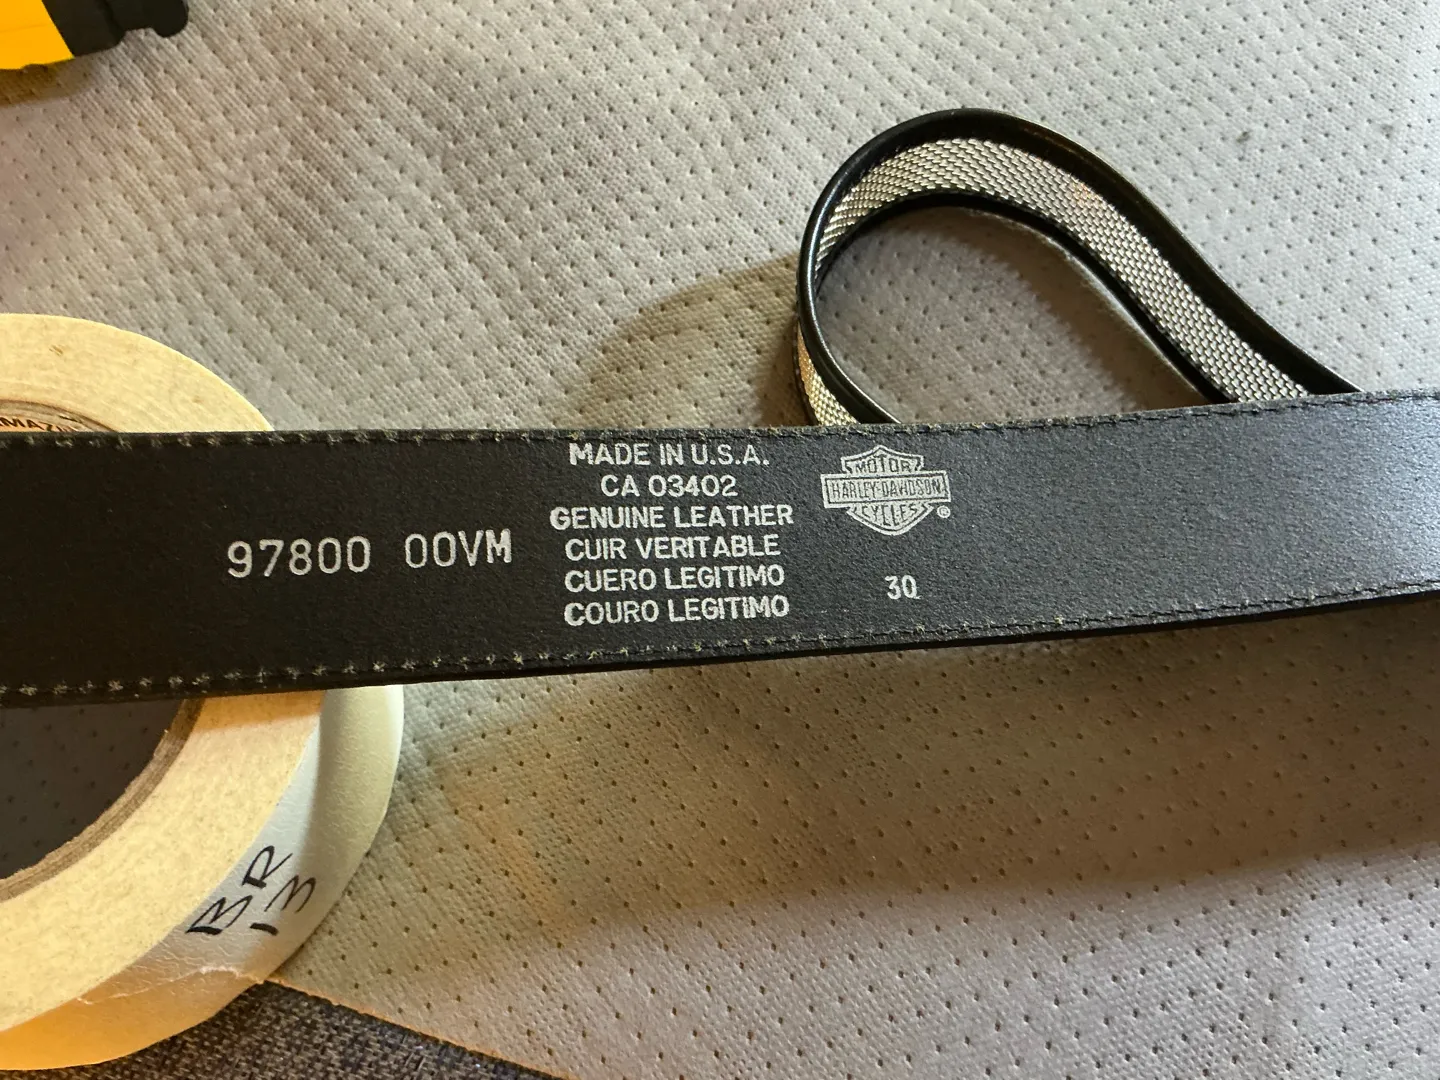 97800 00VM
MADE IN U.S.A.
CA 03402
GENUINE LEATHER
CUIR VERITABLE
CUERO LEGITIMO
COURO LEGITIMO
MOTOR
HARLEY-DAVIDSON
CYCLES
®
30
BR
13